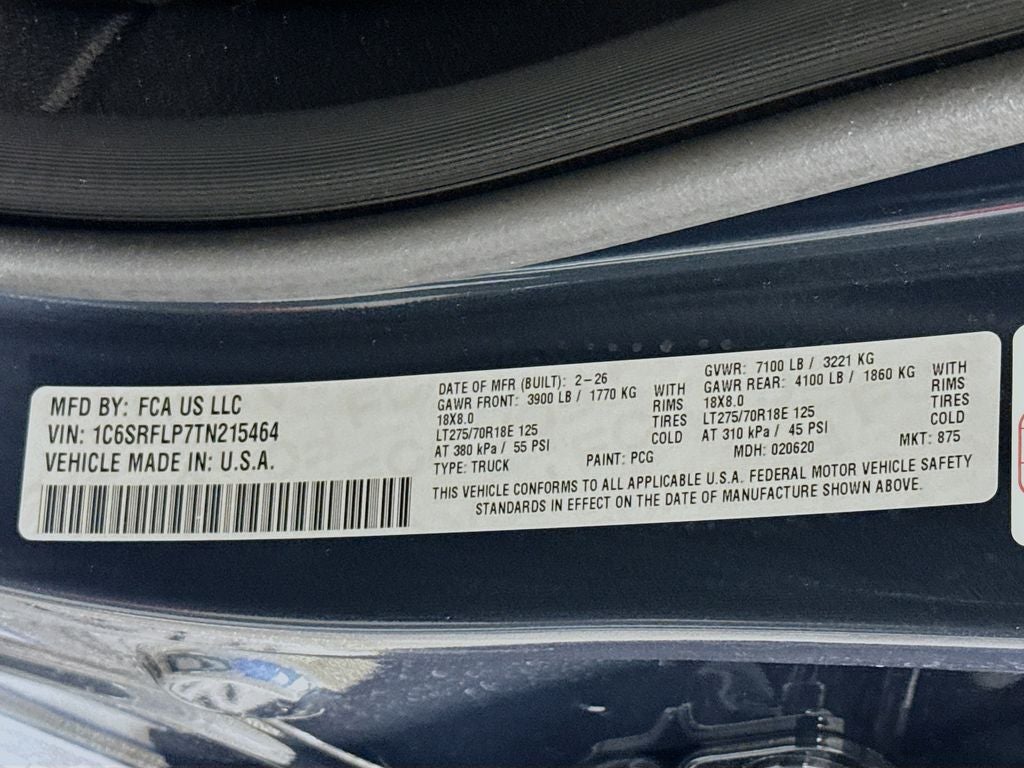 MFD BY: FCA US LLC
VIN: 1C6SRFLP7TN215464
VEHICLE MADE IN: U.S.A.
DATE OF MFR (BUILT): 2-26
GAWR FRONT: 3900 LB / 1770 KG WITH
18X8.0 RIMS
LT275/70R18E 125 TIRES
AT 380 kPa / 55 PSI COLD
TYPE: TRUCK
GVWR: 7100 LB / 3221 KG
GAWR REAR: 4100 LB / 1860 KG WITH
18X8.0 RIMS
LT275/70R18E 125 TIRES
AT 310 kPa / 45 PSI COLD
PAINT: PCG MDH: 020620 MKT: 875
THIS VEHICLE CONFORMS TO ALL APPLICABLE U.S.A. FEDERAL MOTOR VEHICLE SAFETY
STANDARDS IN EFFECT ON THE DATE OF MANUFACTURE SHOWN ABOVE.